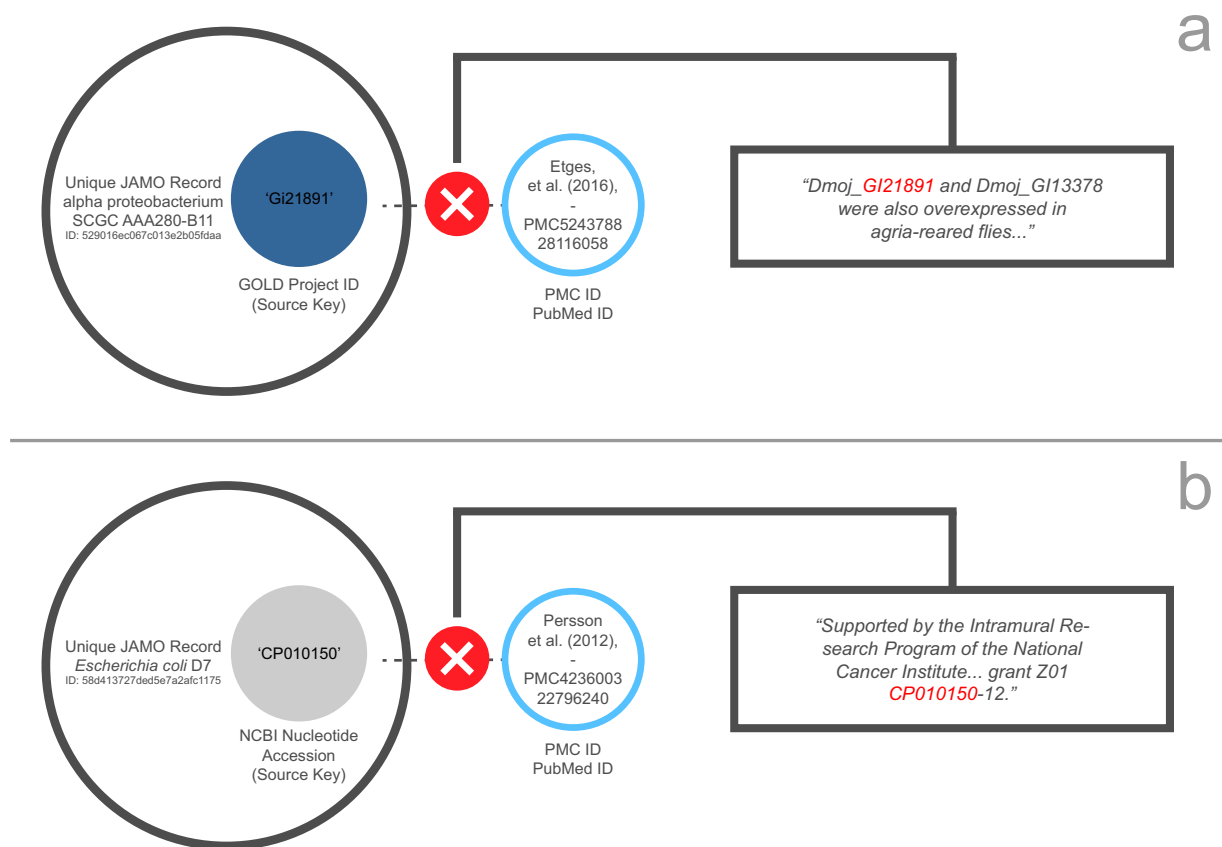 a
Unique JAMO Record
alpha proteobacterium
SCGC AAA280-B11
ID: 529016ec067c013e2b05fdaa
‘Gi21891’
GOLD Project ID
(Source Key)
Etges,
et al. (2016),
-
PMC5243788
28116058
PMC ID
PubMed ID
“Dmoj_GI21891 and Dmoj_GI13378
were also overexpressed in
agria-reared flies...”
b
Unique JAMO Record
Escherichia coli D7
ID: 58d413727ded5e7a2afc1175
‘CP010150’
NCBI Nucleotide
Accession
(Source Key)
Persson
et al. (2012),
-
PMC4236003
22796240
PMC ID
PubMed ID
“Supported by the Intramural Re-
search Program of the National
Cancer Institute... grant Z01
CP010150-12.”